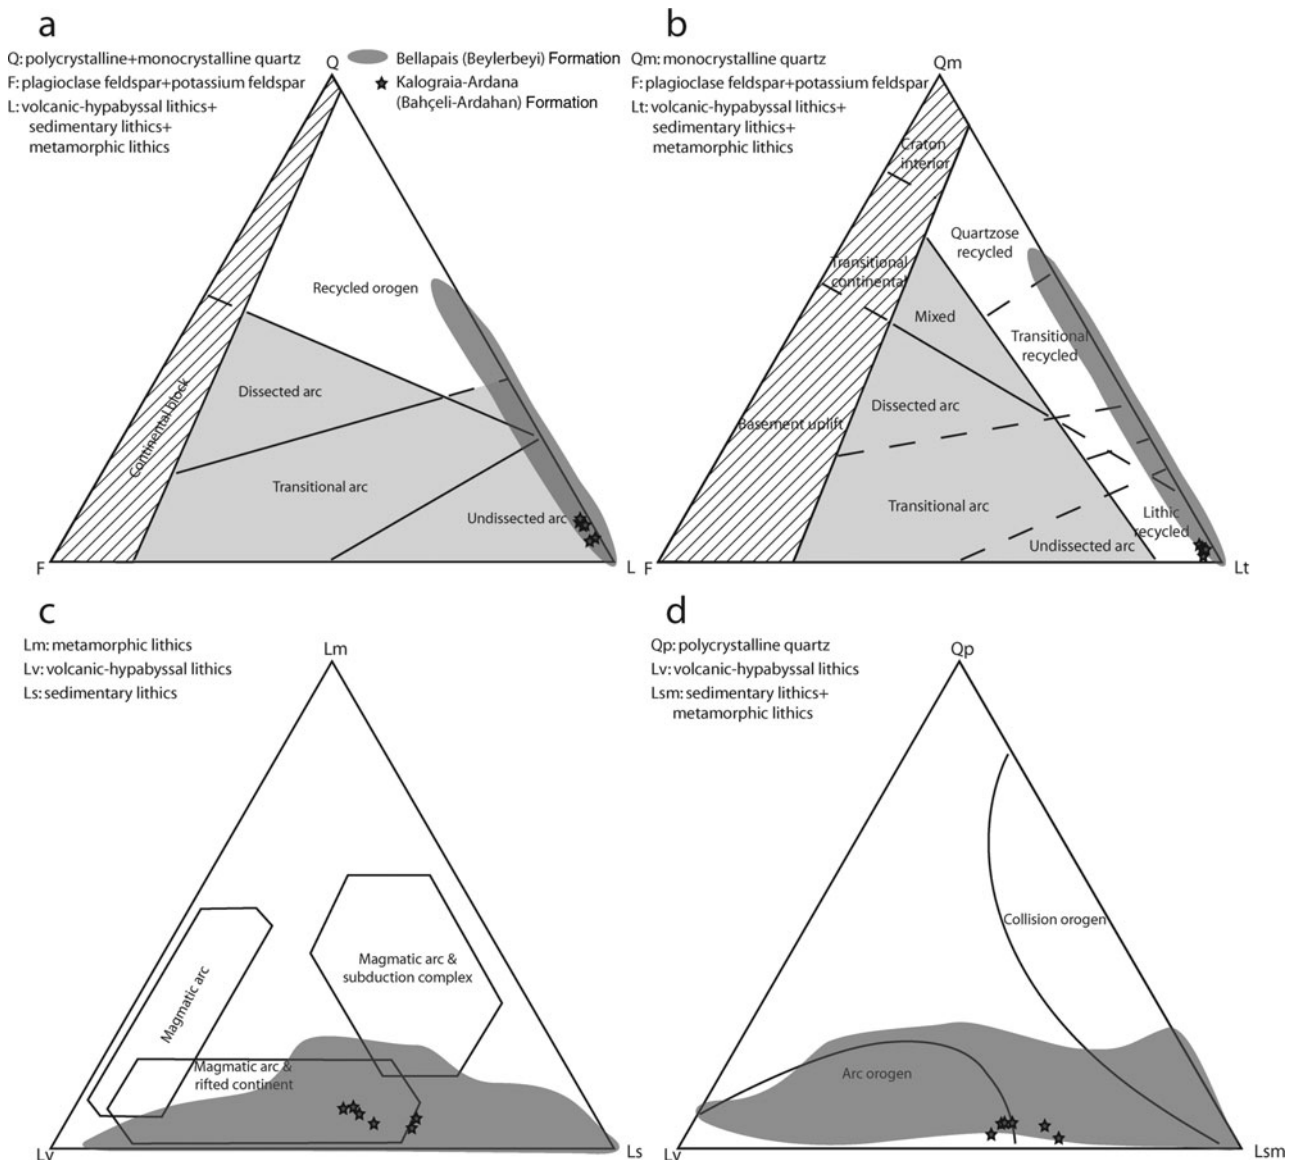 a
Q: polycrystalline+monocrystalline quartz
F: plagioclase feldspar+potassium feldspar
L: volcanic-hypabyssal lithics+
sedimentary lithics+
metamorphic lithics
Q
Bellapais (Beylerbeyi) Formation
Kalograia-Ardana
(Bahçeli-Ardahan) Formation
Recycled orogen
Dissected arc
Continental block
Transitional arc
Undissected arc
F
L
b
Qm: monocrystalline quartz
F: plagioclase feldspar+potassium feldspar
Lt: volcanic-hypabyssal lithics+
sedimentary lithics+
metamorphic lithics
Qm
Craton
interior
Quartzose
recycled
Transitional
continental
Mixed
Transitional
recycled
Dissected arc
Basement uplift
Transitional arc
Lithic
recycled
Undissected arc
F
Lt
c
Lm: metamorphic lithics
Lv: volcanic-hypabyssal lithics
Ls: sedimentary lithics
Lm
Magmatic arc &
subduction complex
Magmatic arc
Magmatic arc &
rifted continent
Lv
Ls
d
Qp: polycrystalline quartz
Lv: volcanic-hypabyssal lithics
Lsm: sedimentary lithics+
metamorphic lithics
Qp
Collision orogen
Arc orogen
Lv
Lsm